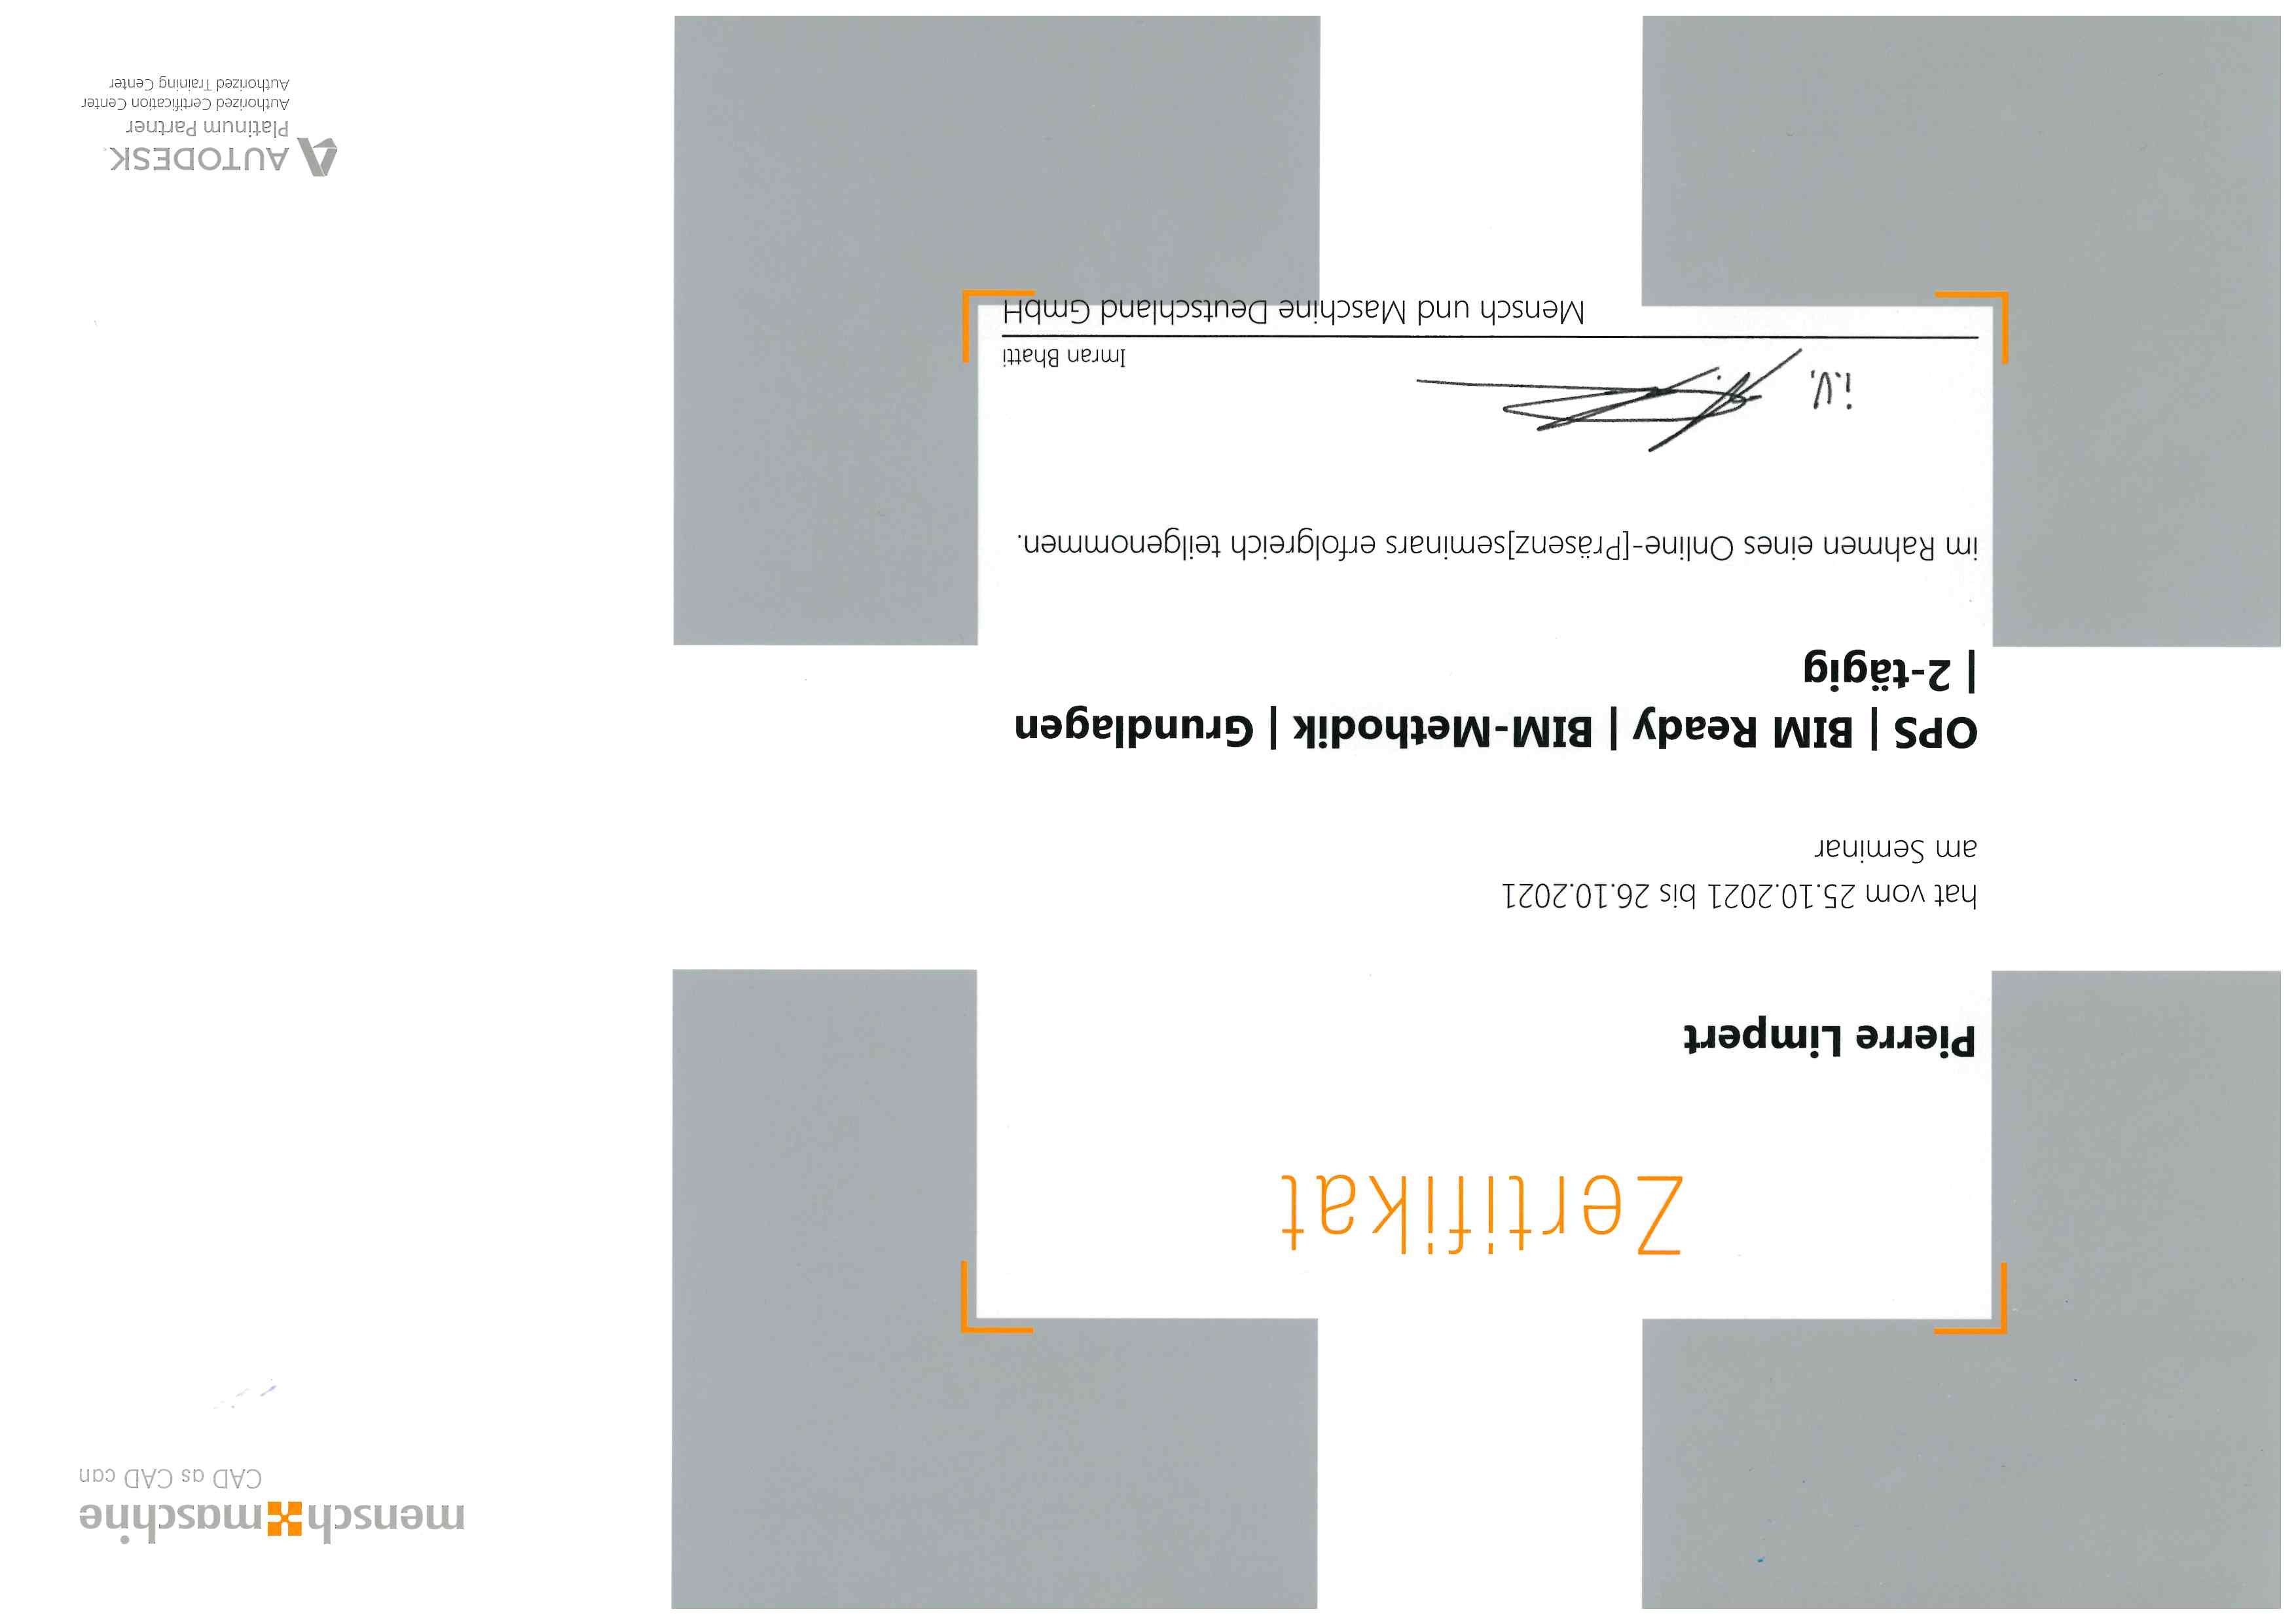 mensch maschine
CAD as CAD can
Zertifikat
Pierre Limpert
hat vom 25.10.2021 bis 26.10.2021
am Seminar
OPS | BIM Ready | BIM-Methodik | Grundlagen
| 2-tägig
im Rahmen eines Online-[Präsenz]seminars erfolgreich teilgenommen.
i.V.
Imran Bhatti
Mensch und Maschine Deutschland GmbH
AUTODESK.
Platinum Partner
Authorized Certification Center
Authorized Training Center